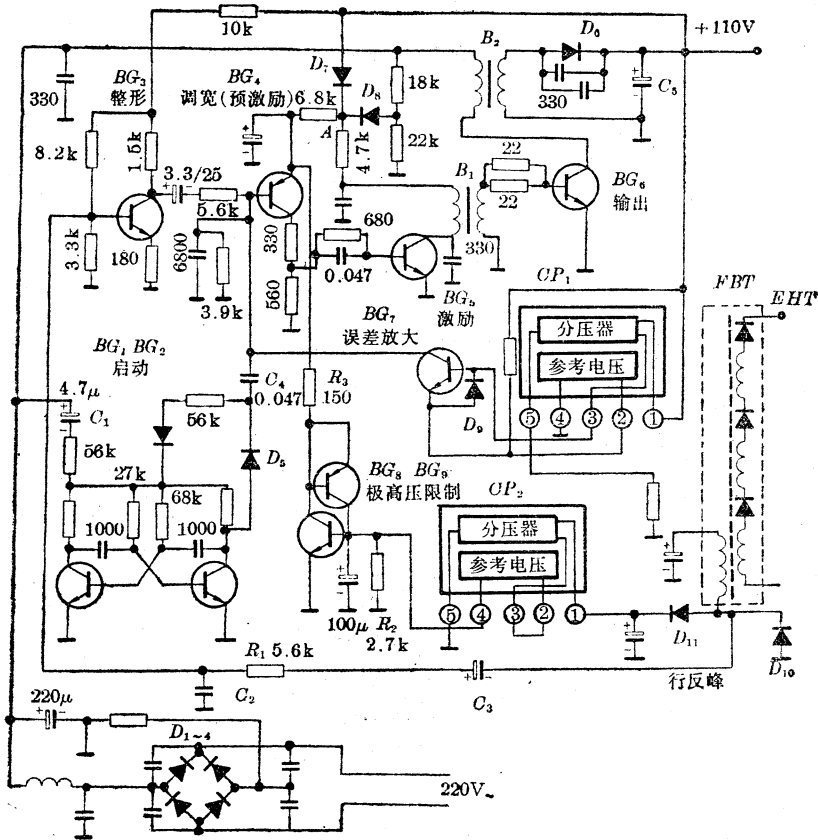 10k
+110V
B₂
D₆
D₇
D₈
18k
330
C₅
BG₃
整形
BG₄
调宽(预激励)
6.8k
330
A
22k
8.2k
1.5k
4.7k
22
B₁
22
BG₆
输出
3.3/25
5.6k
680
330
3.3k
180
6800
330
0.047
560
3.9k
BG₅
激励
CP₁
FBT
EHT
BG₇
误差放大
分压器
参考电压
BG₁ BG₂
启动
C₄
0.047
R₃
150
D₉
⑤ ④ ③ ② ①
4.7μ
C₁
56k
56k
D₅
27k
68k
BG₈ BG₉
极高压限制
CP₂
分压器
参考电压
1000
1000
100μ
R₂
2.7k
⑤ ④ ③ ② ①
D₁₁
D₁₀
R₁ 5.6k
C₂
C₃
行反峰
220μ
D₁~₄
220V~